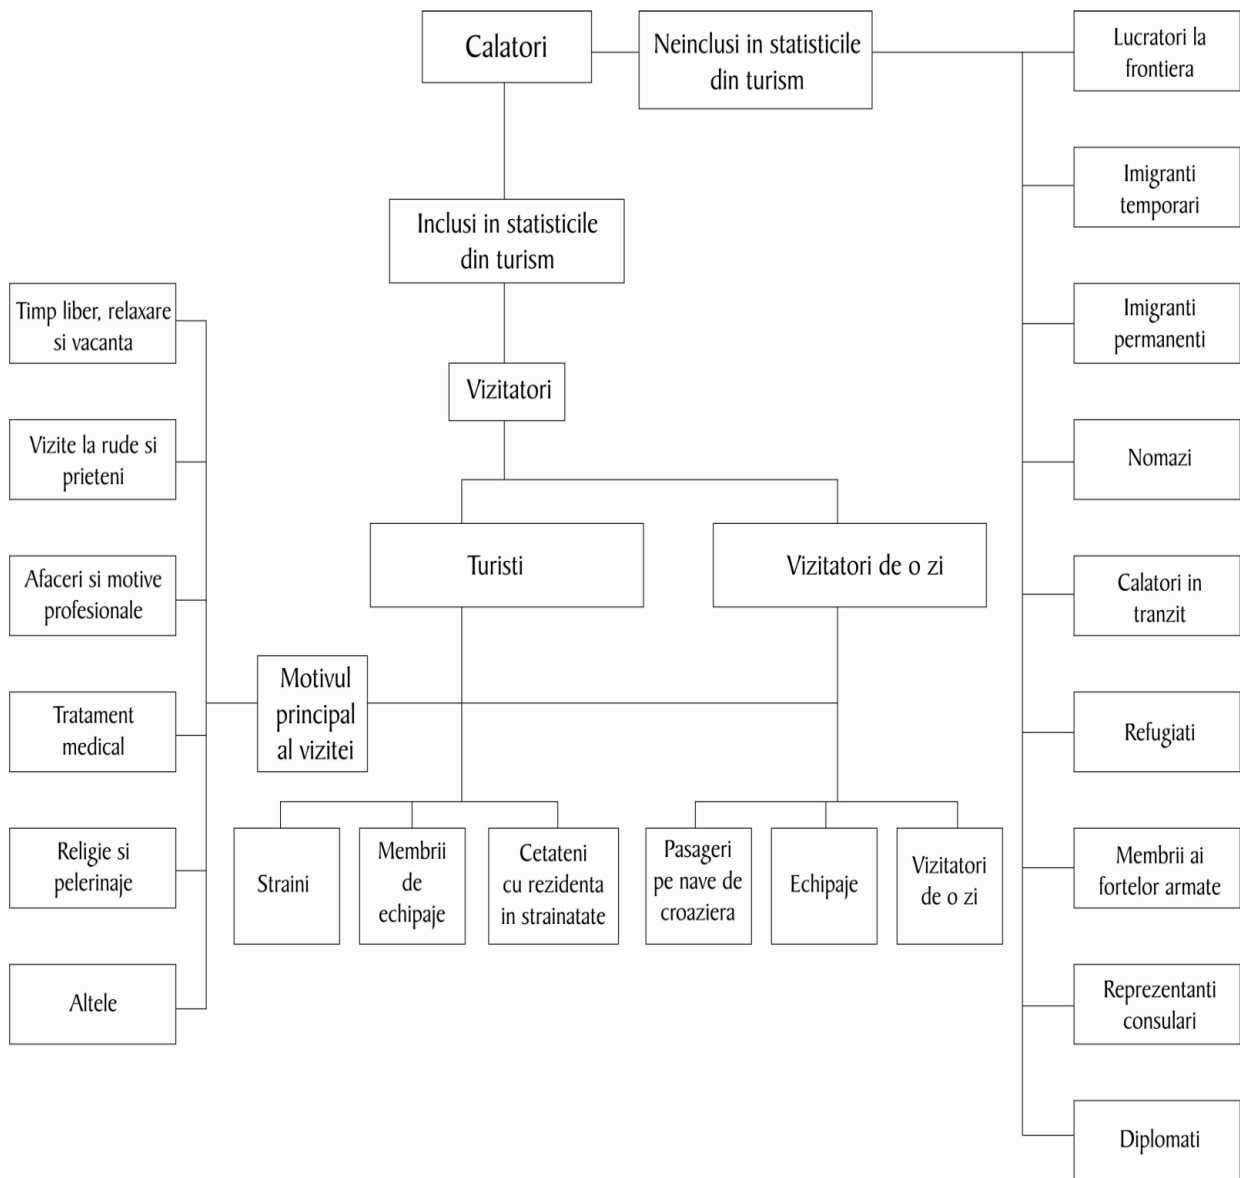 Calatori
Neinclusi in statisticile
din turism
Lucratori la
frontiera
Imigranti
temporari
Inclusi in statisticile
din turism
Timp liber, relaxare
si vacanta
Imigranti
permanenti
Vizitatori
Vizite la rude si
prieteni
Nomazi
Turisti
Vizitatori de o zi
Afaceri si motive
profesionale
Calatori in
tranzit
Motivul
principal
al vizitei
Tratament
medical
Refugiati
Religie si
pelerinaje
Straini
Membrii
de
echipaje
Cetateni
cu rezidenta
in strainatate
Pasageri
pe nave de
croaziera
Echipaje
Vizitatori
de o zi
Membrii ai
fortelor armate
Altele
Reprezentanti
consulari
Diplomati